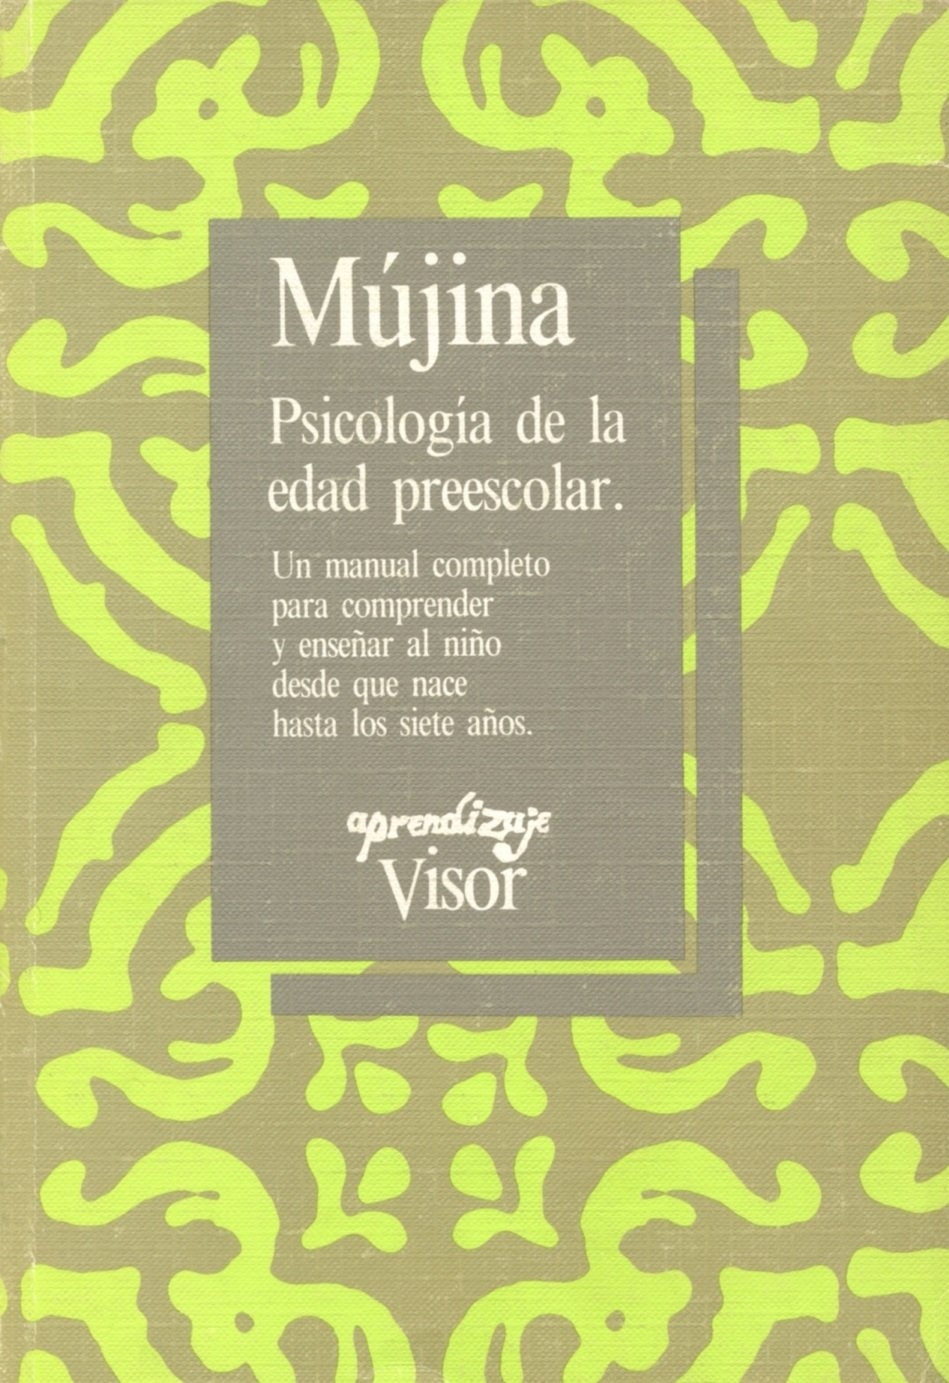 Mújina
Psicología de la
edad preescolar.
Un manual completo
para comprender
y enseñar al niño
desde que nace
hasta los siete años.
aprendizaje
Visor